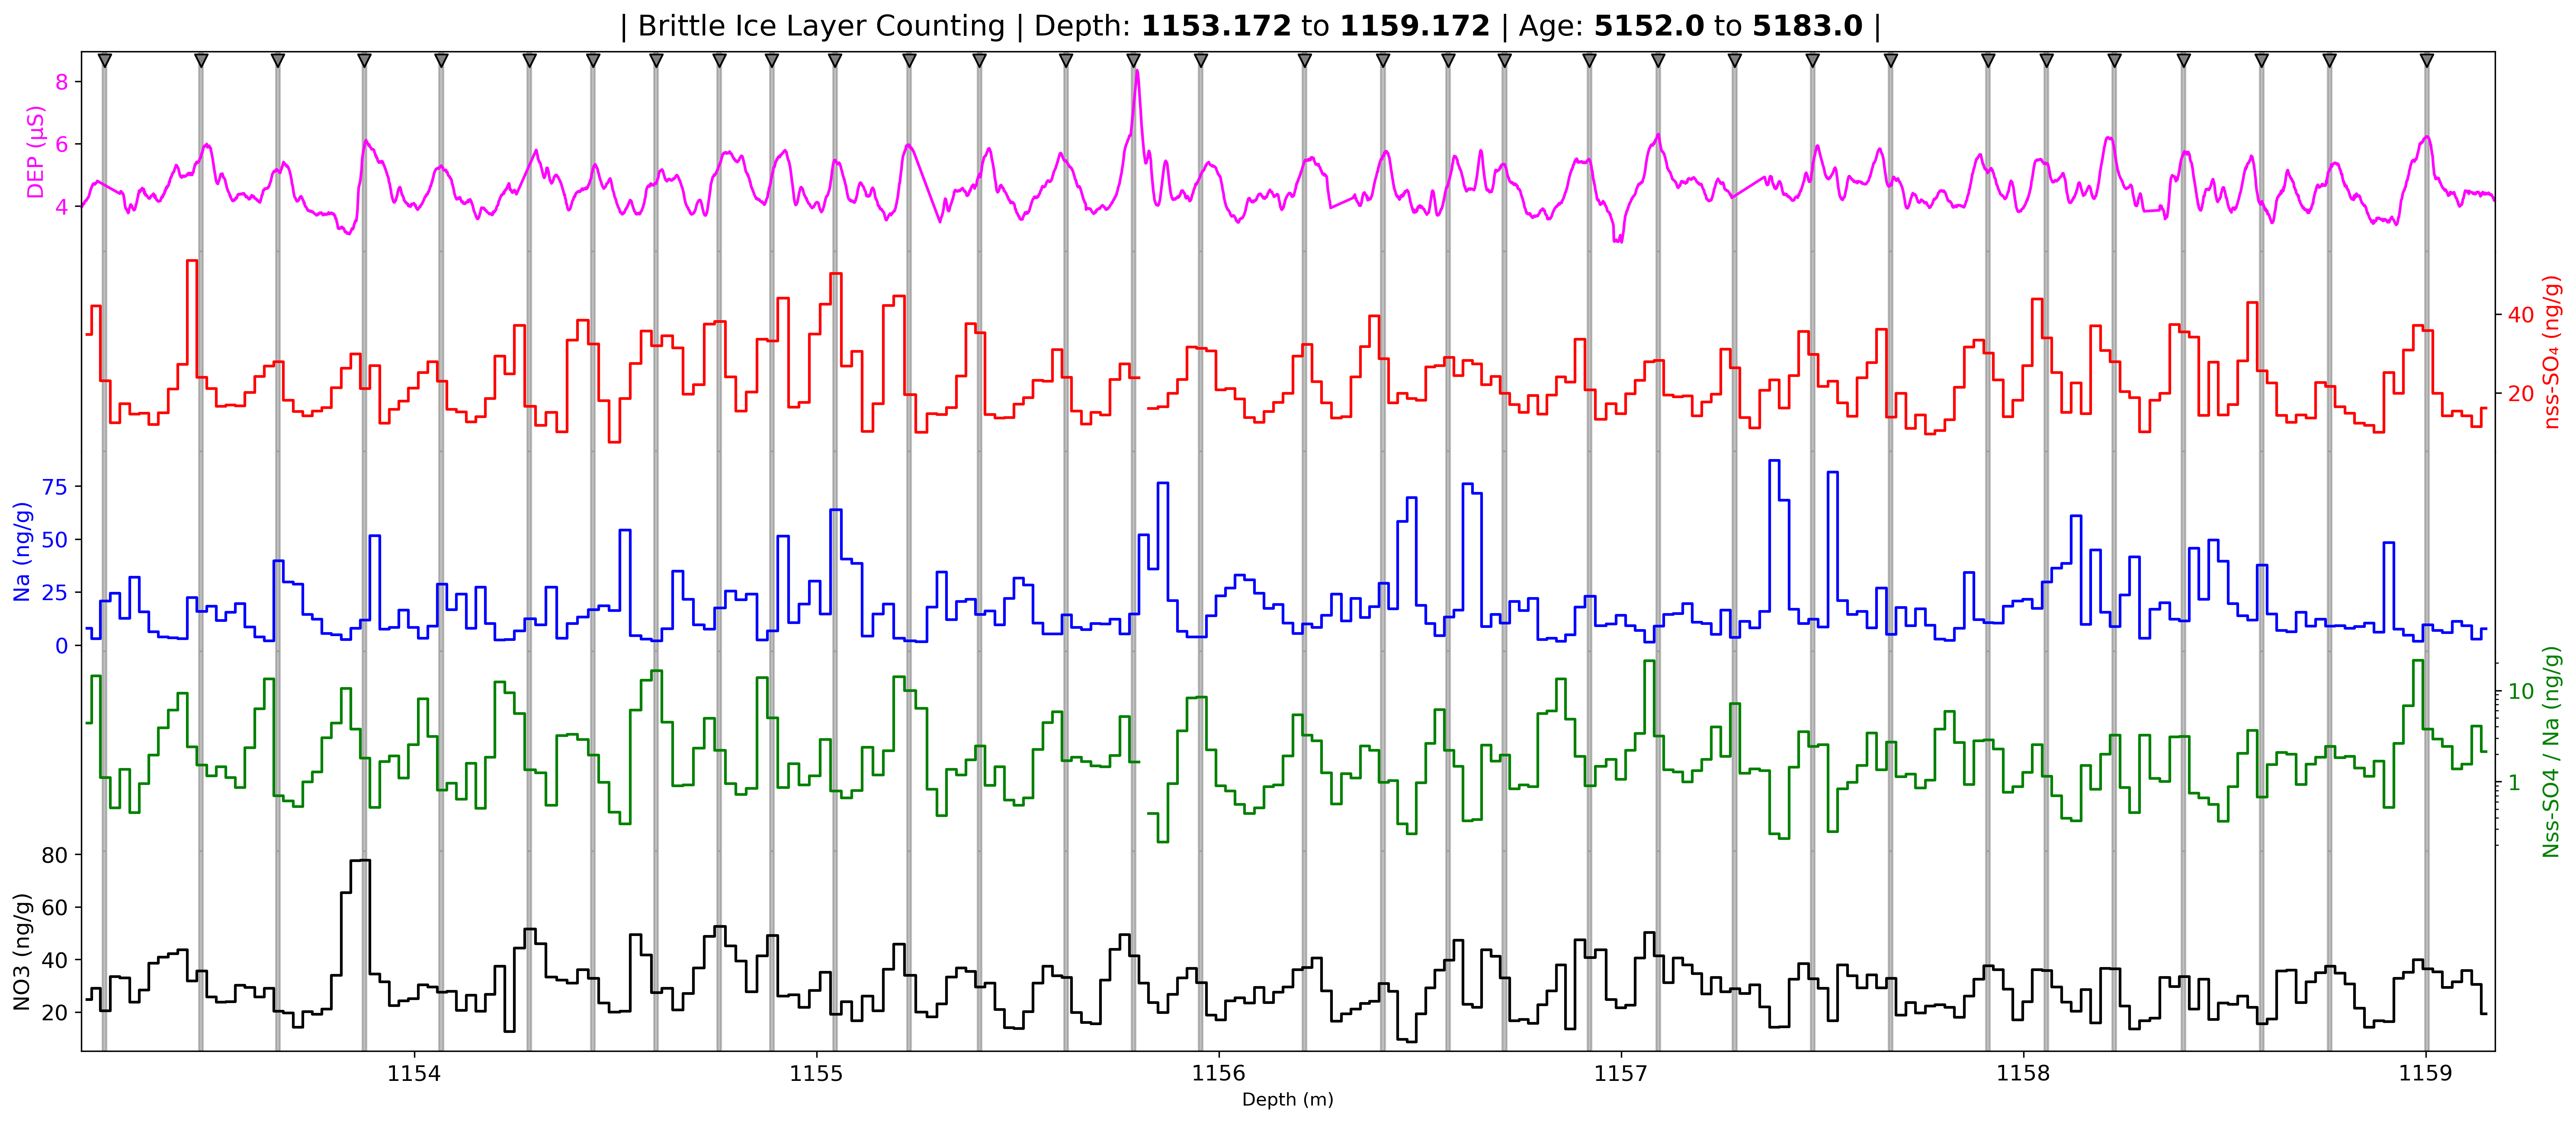 | Brittle Ice Layer Counting | Depth: 1153.172 to 1159.172 | Age: 5152.0 to 5183.0 |
8
6
4
DEP (µS)
40
20
nss-SO₄ (ng/g)
75
50
25
0
Na (ng/g)
10
1
Nss-SO4 / Na (ng/g)
80
60
40
20
NO3 (ng/g)
1154 1155 1156 1157 1158 1159
Depth (m)